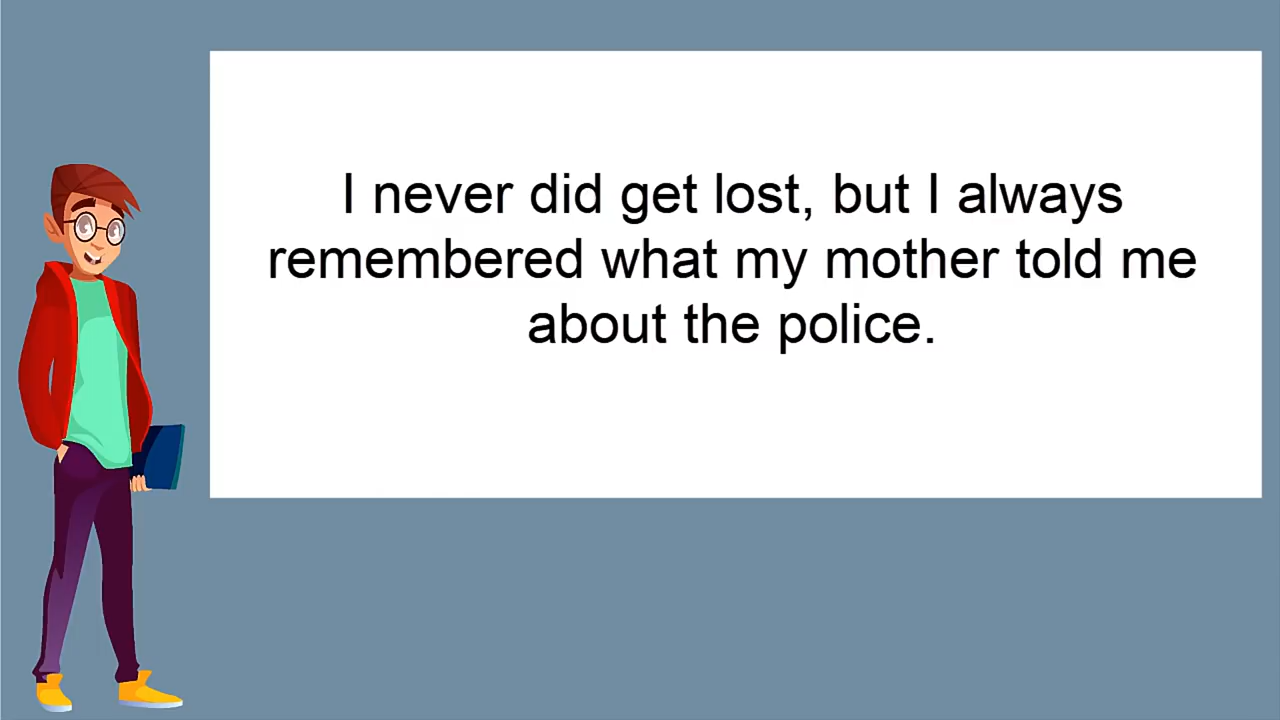 I never did get lost, but I always
remembered what my mother told me
about the police.